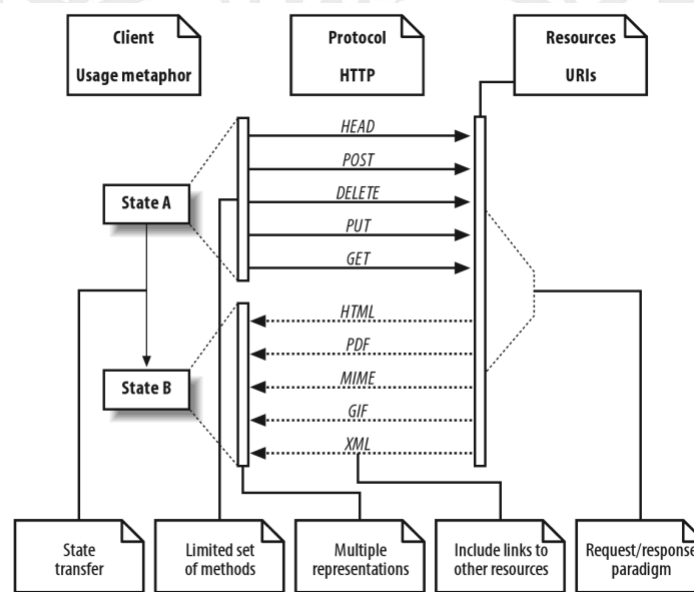 Client
Usage metaphor
Protocol
HTTP
Resources
URIs
HEAD
POST
DELETE
PUT
GET
State A
HTML
PDF
MIME
GIF
XML
State B
State
transfer
Limited set
of methods
Multiple
representations
Include links to
other resources
Request/response
paradigm